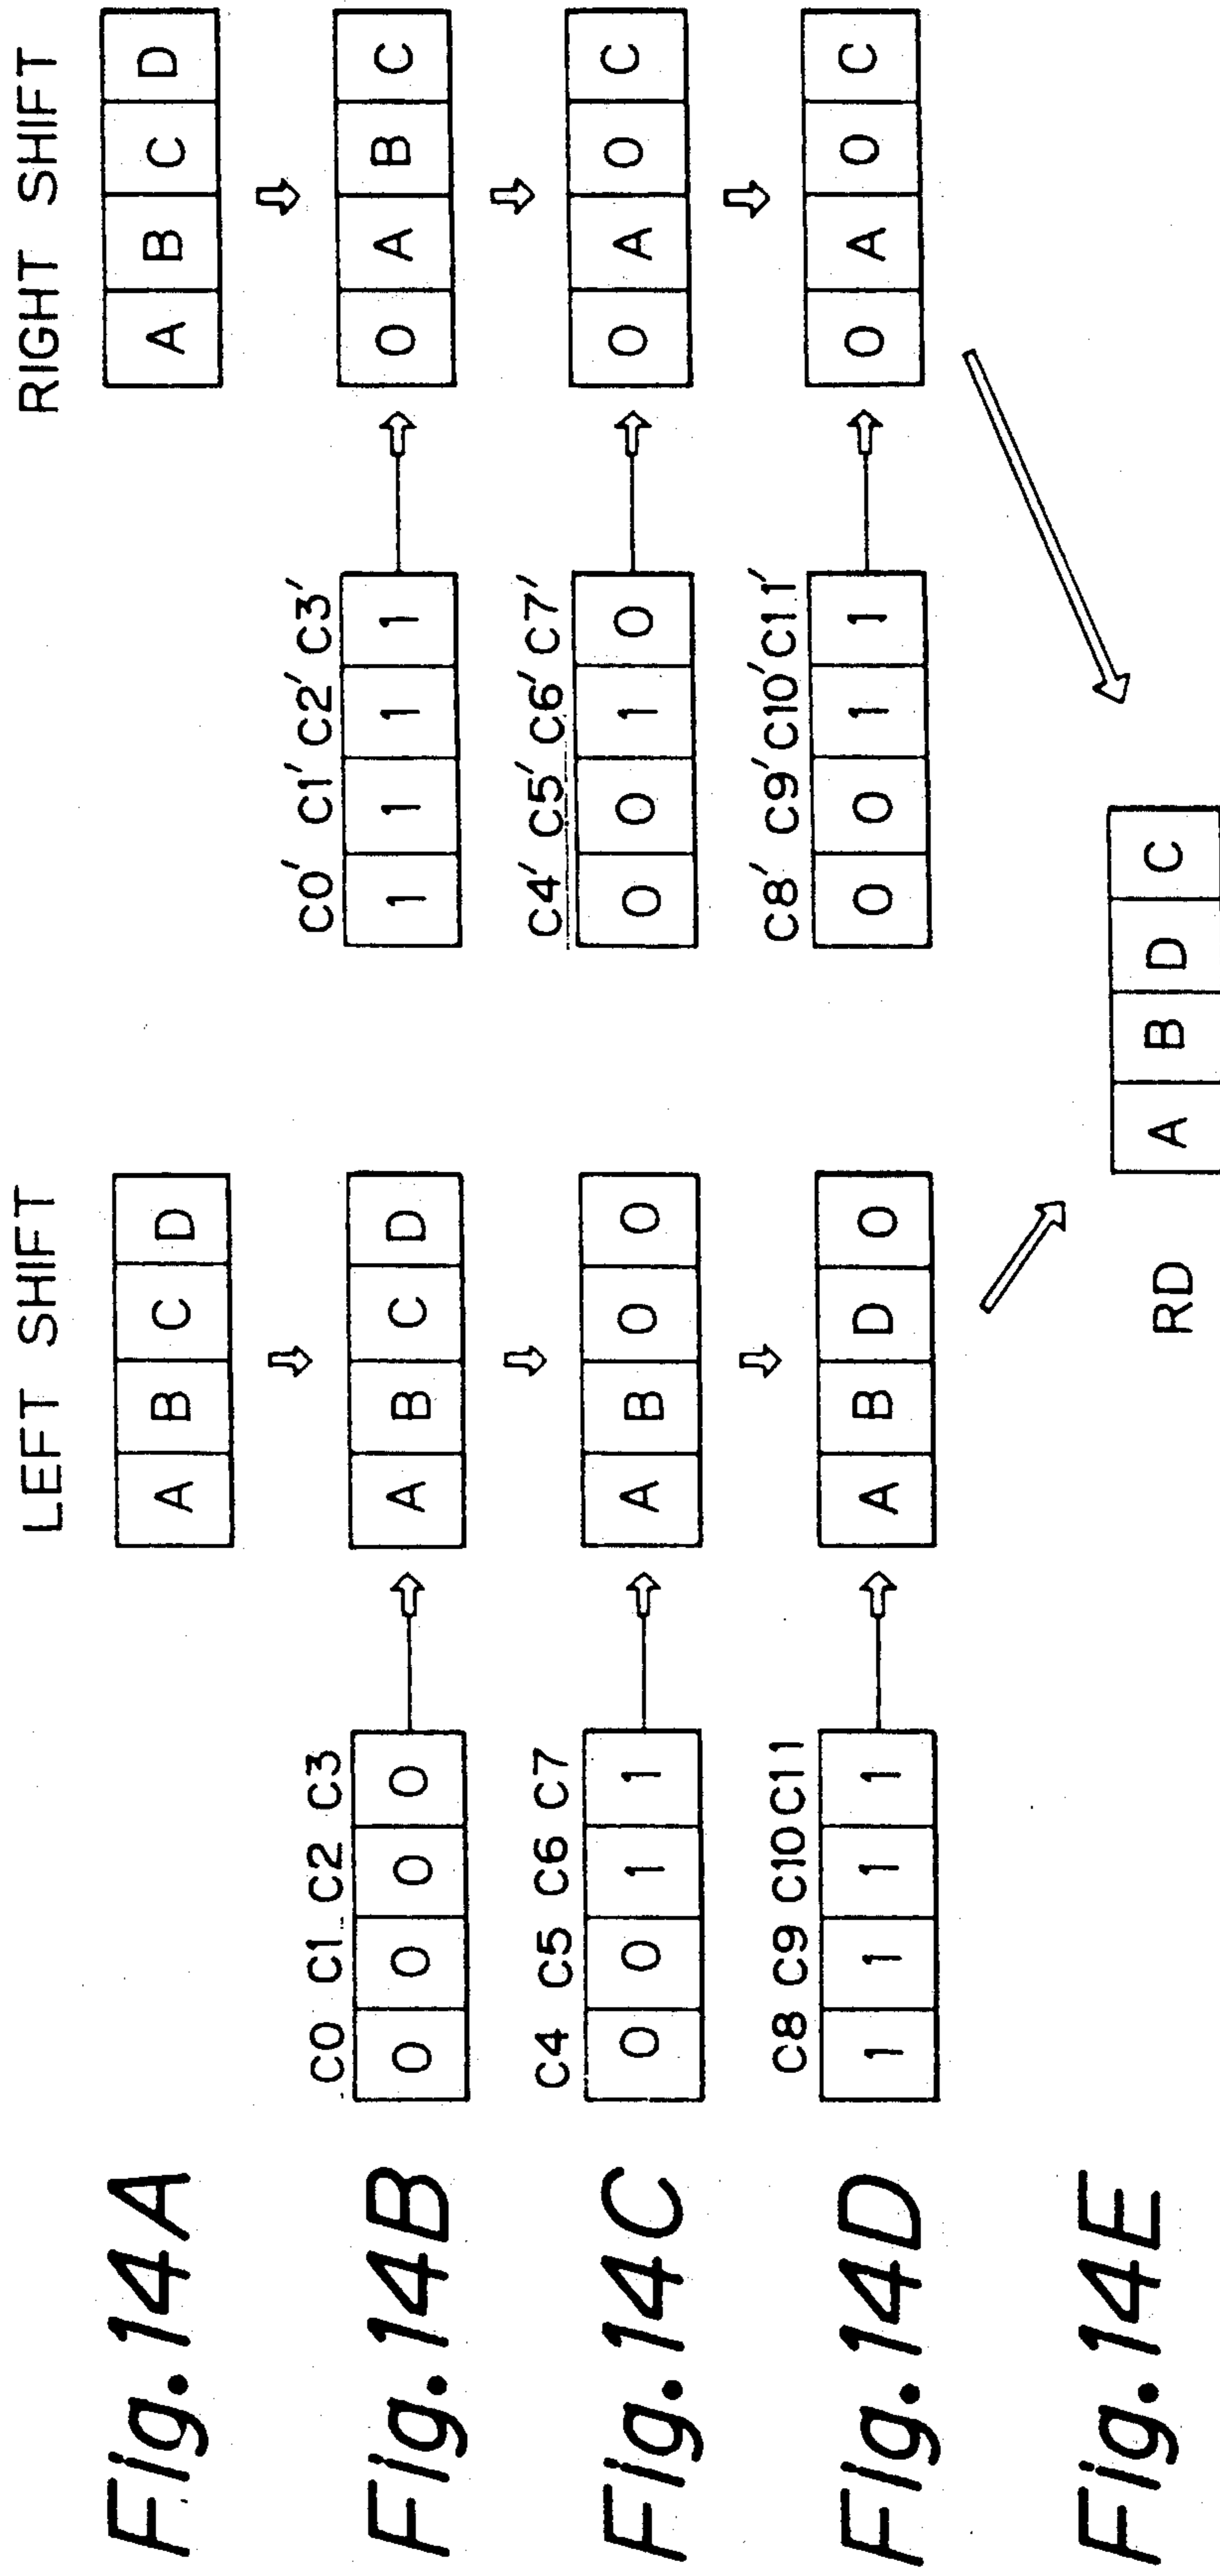 LEFT SHIFT RIGHT SHIFT
Fig.14A
A B C D
A B C D
Fig.14B
C0 C1 C2 C3
0 0 0 0
A B C D
C0' C1' C2' C3'
1 1 1 1
0 A B C
Fig.14C
C4 C5 C6 C7
0 0 1 1
A B 0 0
C4' C5' C6' C7'
0 0 1 0
0 A 0 C
Fig.14D
C8 C9 C10 C11
1 1 1 1
A B D 0
C8' C9' C10' C11'
0 0 1 1
0 A 0 C
Fig.14E
RD
A B D C